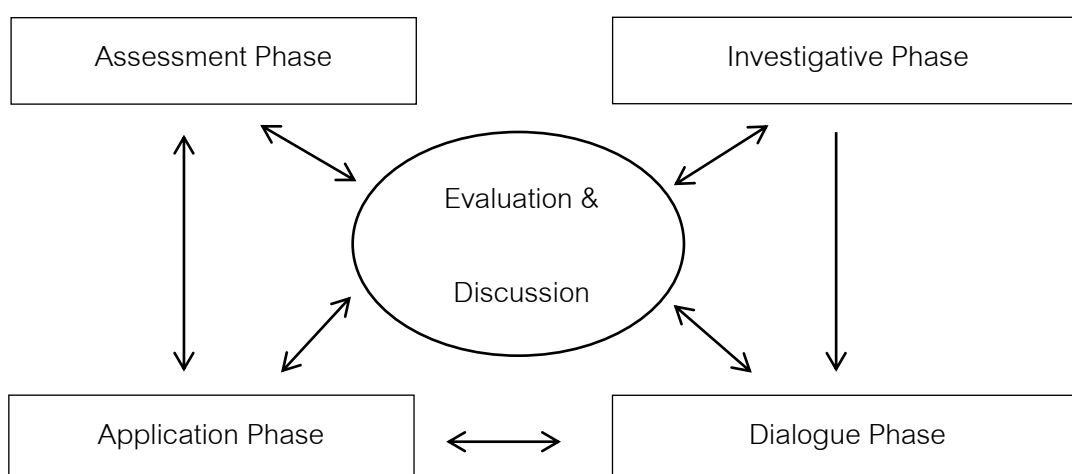 Assessment Phase
Investigative Phase
Evaluation &
Discussion
Application Phase
Dialogue Phase